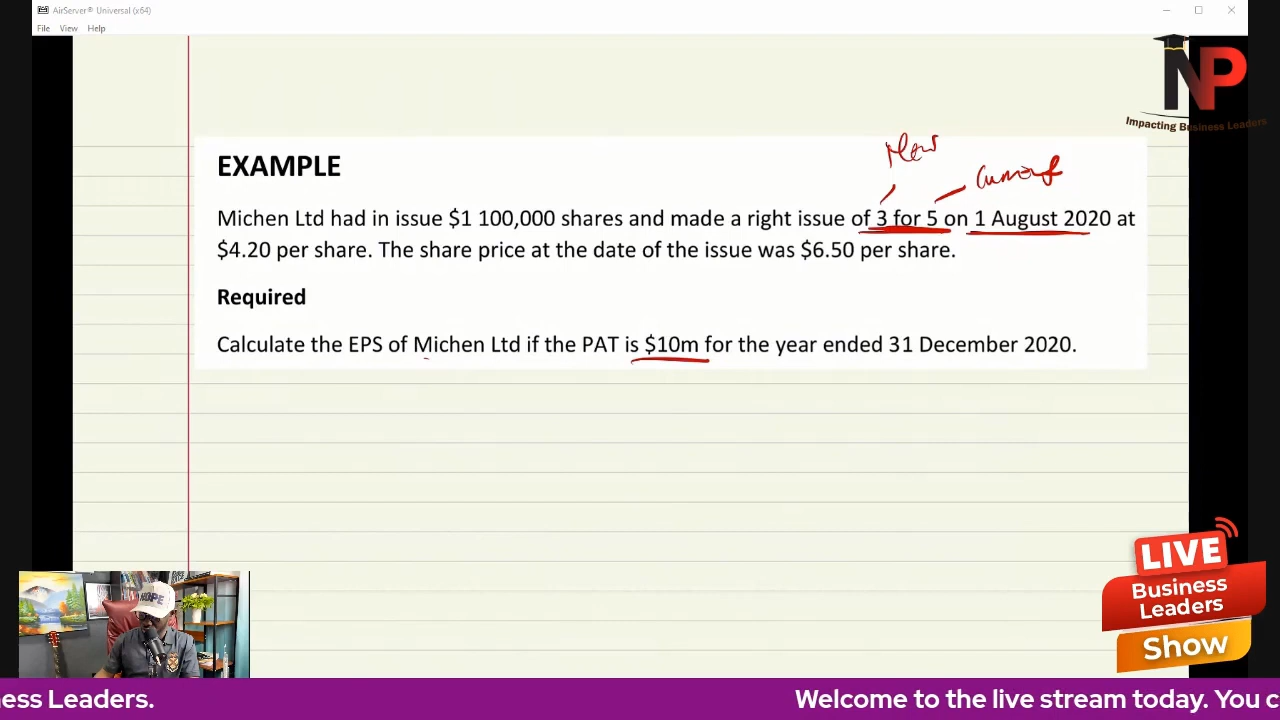 AirServer® Universal (x64)
File View Help
NP
Impacting Business Leaders
New
Current
EXAMPLE
Michen Ltd had in issue $1 100,000 shares and made a right issue of 3 for 5 on 1 August 2020 at
$4.20 per share. The share price at the date of the issue was $6.50 per share.
Required
Calculate the EPS of Michen Ltd if the PAT is $10m for the year ended 31 December 2020.
HOPE
LIVE
Business
Leaders
Show
ness Leaders.
Welcome to the live stream today. You c